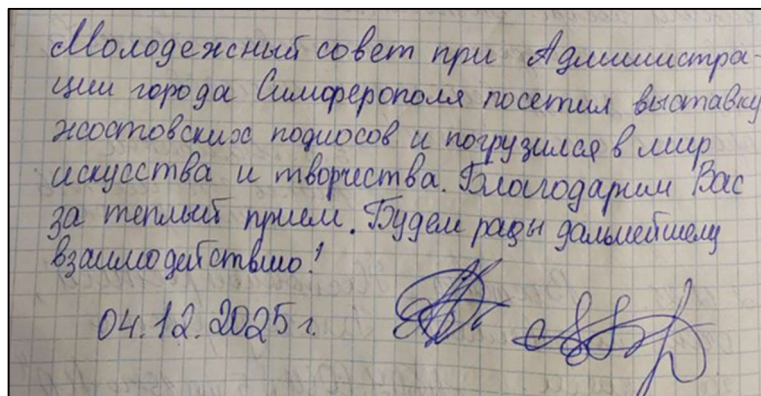 Молодежный совет при Администра-
ции города Симферополя посетил выставку
жостовских подносов и погрузился в мир
искусства и творчества. Благодарим Вас
за теплый прием. Будем рады дальнейшему
взаимодействию!
04.12.2025 г.